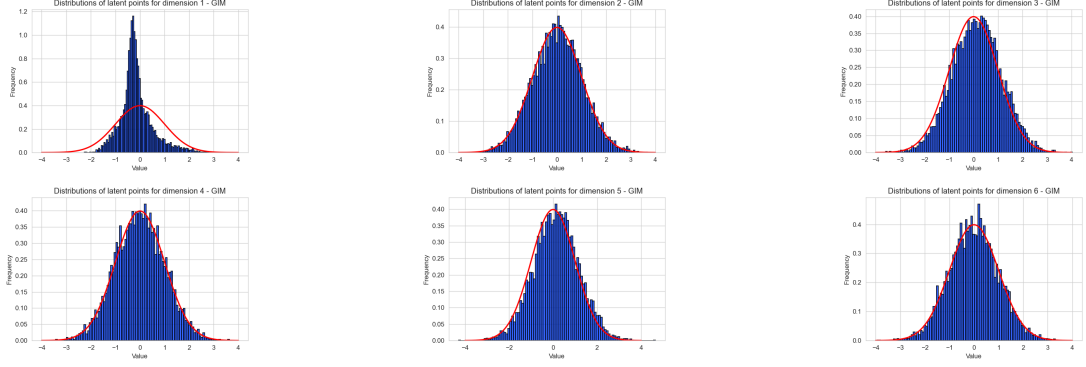 Distributions of latent points for dimension 1 - GIM
1.2
1.0
0.8
0.6
0.4
0.2
0.0
Frequency
−4 −3 −2 −1 0 1 2 3 4
Value
Distributions of latent points for dimension 2 - GIM
0.4
0.3
0.2
0.1
0.0
Frequency
−4 −3 −2 −1 0 1 2 3 4
Value
Distributions of latent points for dimension 3 - GIM
0.40
0.35
0.30
0.25
0.20
0.15
0.10
0.05
0.00
Frequency
−4 −3 −2 −1 0 1 2 3 4
Value
Distributions of latent points for dimension 4 - GIM
0.40
0.35
0.30
0.25
0.20
0.15
0.10
0.05
0.00
Frequency
−4 −3 −2 −1 0 1 2 3 4
Value
Distributions of latent points for dimension 5 - GIM
0.40
0.35
0.30
0.25
0.20
0.15
0.10
0.05
0.00
Frequency
−4 −2 0 2 4
Value
Distributions of latent points for dimension 6 - GIM
0.4
0.3
0.2
0.1
0.0
Frequency
−4 −3 −2 −1 0 1 2 3 4
Value